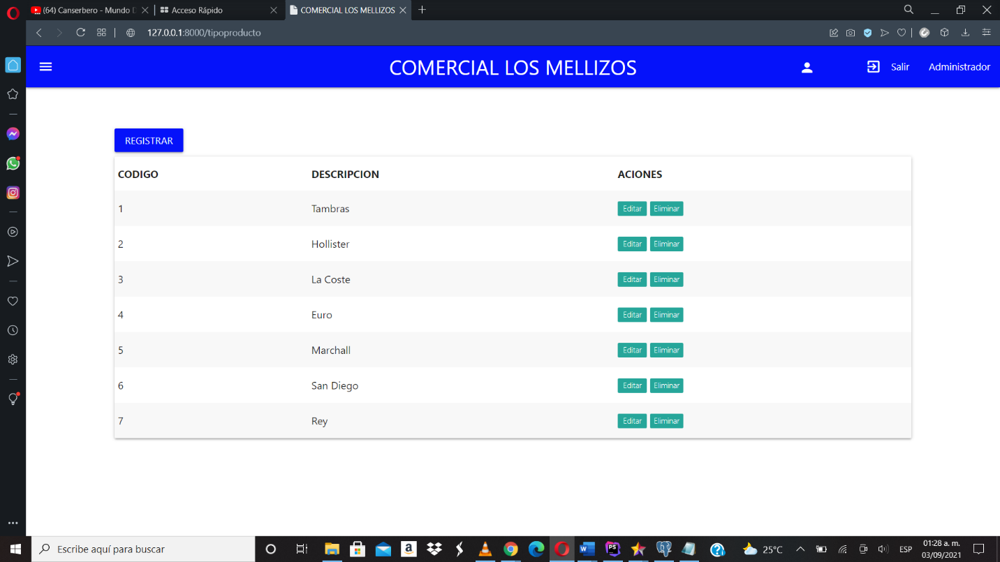 (64) Canserbero - Mundo D
Acceso Rápido
COMERCIAL LOS MELLIZOS
127.0.0.1:8000/tipoproducto
COMERCIAL LOS MELLIZOS
Salir
Administrador
REGISTRAR
CODIGO DESCRIPCION ACIONES
1 Tambras Editar Eliminar
2 Hollister Editar Eliminar
3 La Coste Editar Eliminar
4 Euro Editar Eliminar
5 Marchall Editar Eliminar
6 San Diego Editar Eliminar
7 Rey Editar Eliminar
Escribe aquí para buscar
a
W
PS
25°C
ESP
01:28 a. m.
03/09/2021